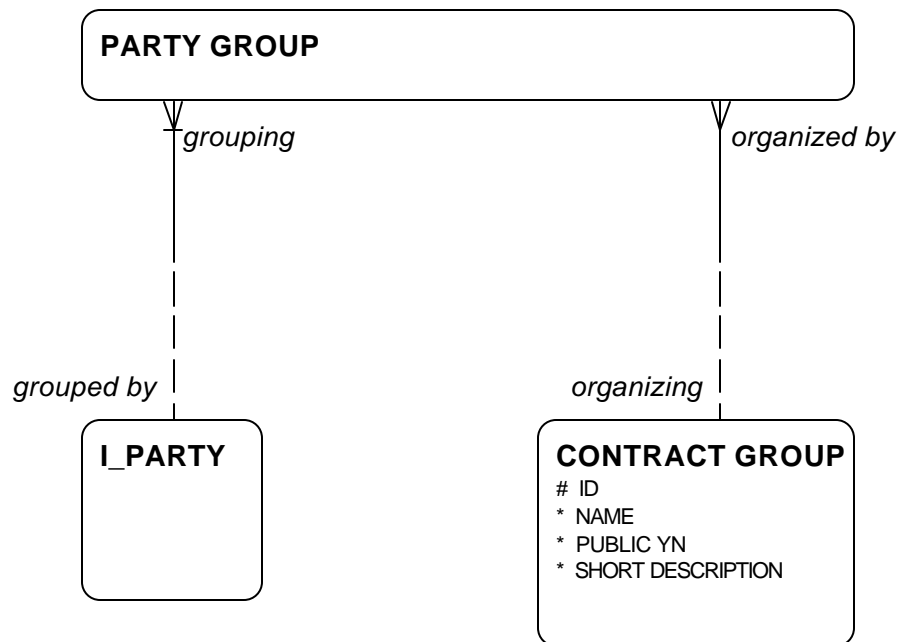 PARTY GROUP
grouping
organized by
grouped by
organizing
I_PARTY
CONTRACT GROUP
# ID
* NAME
* PUBLIC YN
* SHORT DESCRIPTION